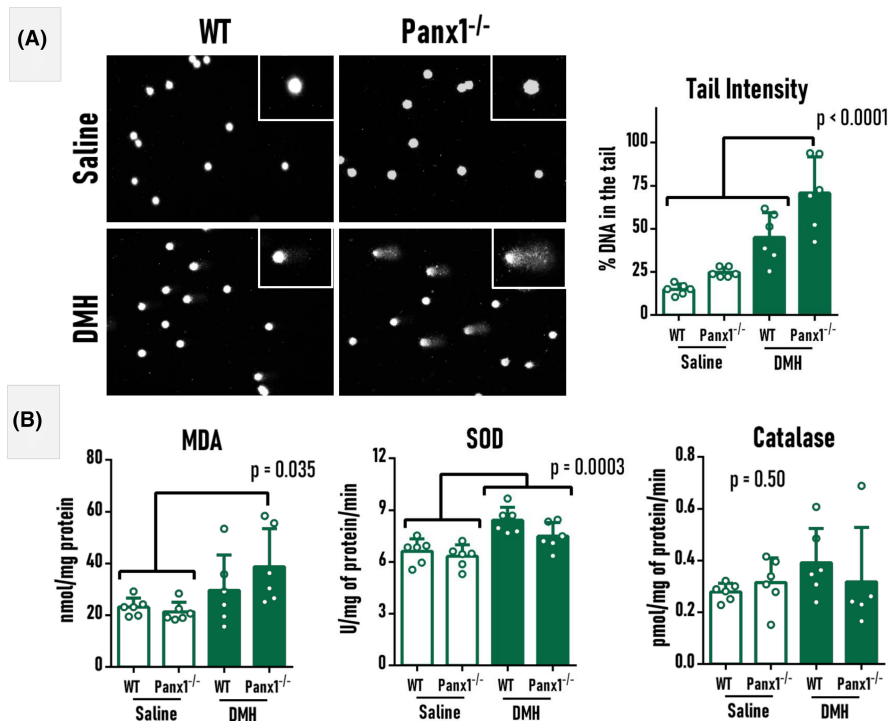 (A)
WT
Panx1-/-
Saline
DMH
Tail Intensity
p < 0.0001
% DNA in the tail
100
75
50
25
0
WT Panx1-/- WT Panx1-/-
Saline DMH
(B)
MDA
p = 0.035
nmol/mg protein
80
60
40
20
0
WT Panx1-/- WT Panx1-/-
Saline DMH
SOD
p = 0.0003
U/mg of protein/min
12
9
6
3
0
WT Panx1-/- WT Panx1-/-
Saline DMH
Catalase
p = 0.50
pmol/mg of protein/min
0.8
0.6
0.4
0.2
0.0
WT Panx1-/- WT Panx1-/-
Saline DMH